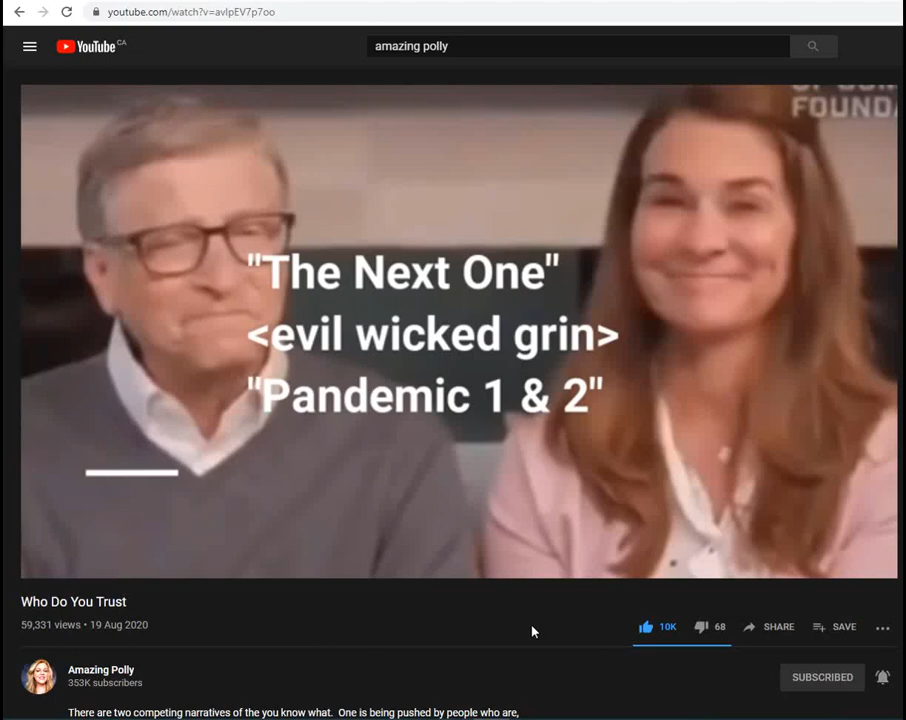 youtube.com/watch?v=avIpEV7p7oo
YouTube CA
amazing polly
FOUNDA
"The Next One"
<evil wicked grin>
"Pandemic 1 & 2"
Who Do You Trust
59,331 views • 19 Aug 2020
10K
68
SHARE
SAVE
Amazing Polly
353K subscribers
SUBSCRIBED
There are two competing narratives of the you know what. One is being pushed by people who are,